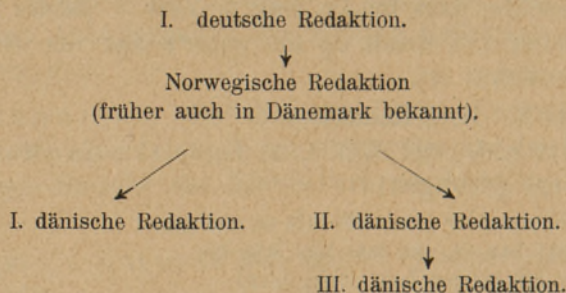 I. deutsche Redaktion.
Norwegische Redaktion
(früher auch in Dänemark bekannt).
I. dänische Redaktion.
II. dänische Redaktion.
III. dänische Redaktion.